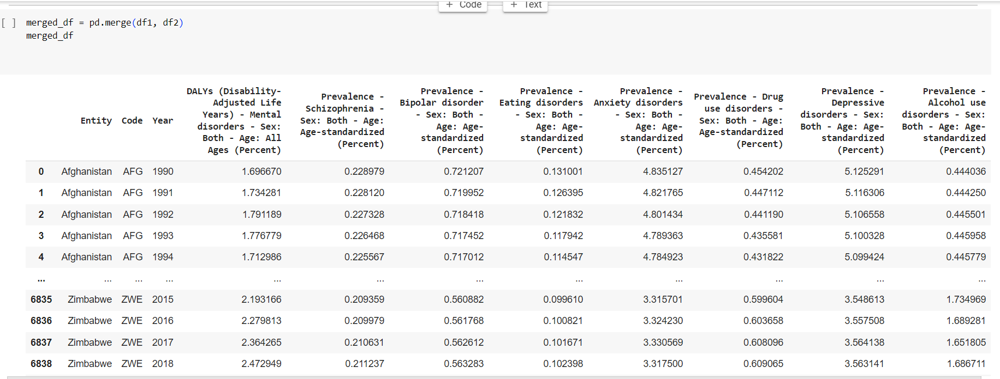 + Code + Text
[ ] merged_df = pd.merge(df1, df2)
merged_df
Entity Code Year DALYs (Disability-Adjusted Life Years) - Mental disorders - Sex: Both - Age: All Ages (Percent) Prevalence - Schizophrenia - Sex: Both - Age: Age-standardized (Percent) Prevalence - Bipolar disorder - Sex: Both - Age: Age-standardized (Percent) Prevalence - Eating disorders - Sex: Both - Age: Age-standardized (Percent) Prevalence - Anxiety disorders - Sex: Both - Age: Age-standardized (Percent) Prevalence - Drug use disorders - Sex: Both - Age: Age-standardized (Percent) Prevalence - Depressive disorders - Sex: Both - Age: Age-standardized (Percent) Prevalence - Alcohol use disorders - Sex: Both - Age: Age-standardized (Percent)
0 Afghanistan AFG 1990 1.696670 0.228979 0.721207 0.131001 4.835127 0.454202 5.125291 0.444036
1 Afghanistan AFG 1991 1.734281 0.228120 0.719952 0.126395 4.821765 0.447112 5.116306 0.444250
2 Afghanistan AFG 1992 1.791189 0.227328 0.718418 0.121832 4.801434 0.441190 5.106558 0.445501
3 Afghanistan AFG 1993 1.776779 0.226468 0.717452 0.117942 4.789363 0.435581 5.100328 0.445958
4 Afghanistan AFG 1994 1.712986 0.225567 0.717012 0.114547 4.784923 0.431822 5.099424 0.445779
... ... ... ... ... ... ... ... ... ... ... ...
6835 Zimbabwe ZWE 2015 2.193166 0.209359 0.560882 0.099610 3.315701 0.599604 3.548613 1.734969
6836 Zimbabwe ZWE 2016 2.279813 0.209979 0.561768 0.100821 3.324230 0.603658 3.557508 1.689281
6837 Zimbabwe ZWE 2017 2.364265 0.210631 0.562612 0.101671 3.330569 0.608096 3.564138 1.651805
6838 Zimbabwe ZWE 2018 2.472949 0.211237 0.563283 0.102398 3.317500 0.609065 3.563141 1.686711